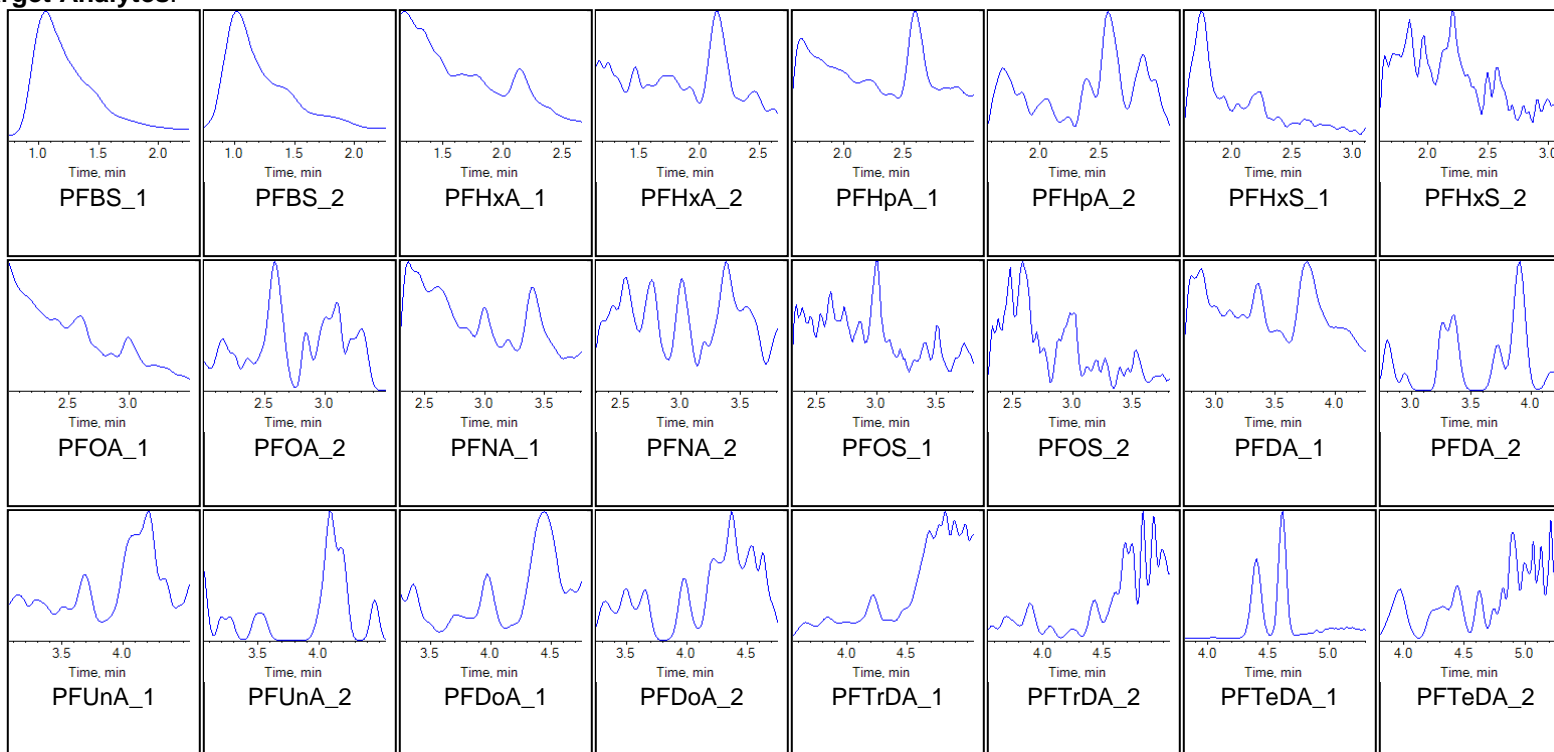 rget Analytes:
1.0 1.5 2.0 1.0 1.5 2.0 1.5 2.0 2.5 1.5 2.0 2.5 2.0 2.5 2.0 2.5 2.0 2.5 3.0 2.0 2.5 3.0
Time, min Time, min Time, min Time, min Time, min Time, min Time, min Time, min
PFBS_1 PFBS_2 PFHxA_1 PFHxA_2 PFHpA_1 PFHpA_2 PFHxS_1 PFHxS_2
2.5 3.0 2.5 3.0 2.5 3.0 3.5 2.5 3.0 3.5 2.5 3.0 3.5 2.5 3.0 3.5 3.0 3.5 4.0 3.0 3.5 4.0
Time, min Time, min Time, min Time, min Time, min Time, min Time, min Time, min
PFOA_1 PFOA_2 PFNA_1 PFNA_2 PFOS_1 PFOS_2 PFDA_1 PFDA_2
3.5 4.0 3.5 4.0 3.5 4.0 4.5 3.5 4.0 4.5 4.0 4.5 4.0 4.5 4.0 4.5 5.0 4.0 4.5 5.0
Time, min Time, min Time, min Time, min Time, min Time, min Time, min Time, min
PFUnA_1 PFUnA_2 PFDoA_1 PFDoA_2 PFTrDA_1 PFTrDA_2 PFTeDA_1 PFTeDA_2